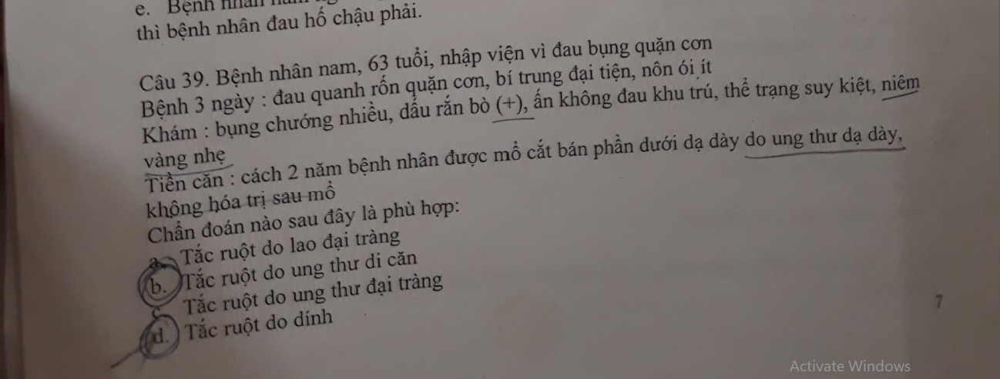 e. Bệnh nhân
thì bệnh nhân đau hố chậu phải.
Câu 39. Bệnh nhân nam, 63 tuổi, nhập viện vì đau bụng quặn cơn
Bệnh 3 ngày : đau quanh rốn quặn cơn, bí trung đại tiện, nôn ói ít
Khám : bụng chướng nhiều, dấu rắn bò (+), ấn không đau khu trú, thể trạng suy kiệt, niêm
vàng nhẹ
Tiền căn : cách 2 năm bệnh nhân được mổ cắt bán phần dưới dạ dày do ung thư dạ dày,
không hóa trị sau mổ
Chẩn đoán nào sau đây là phù hợp:
a. Tắc ruột do lao đại tràng
b. Tắc ruột do ung thư di căn
c. Tắc ruột do ung thư đại tràng
d. Tắc ruột do dính
7
Activate Windows